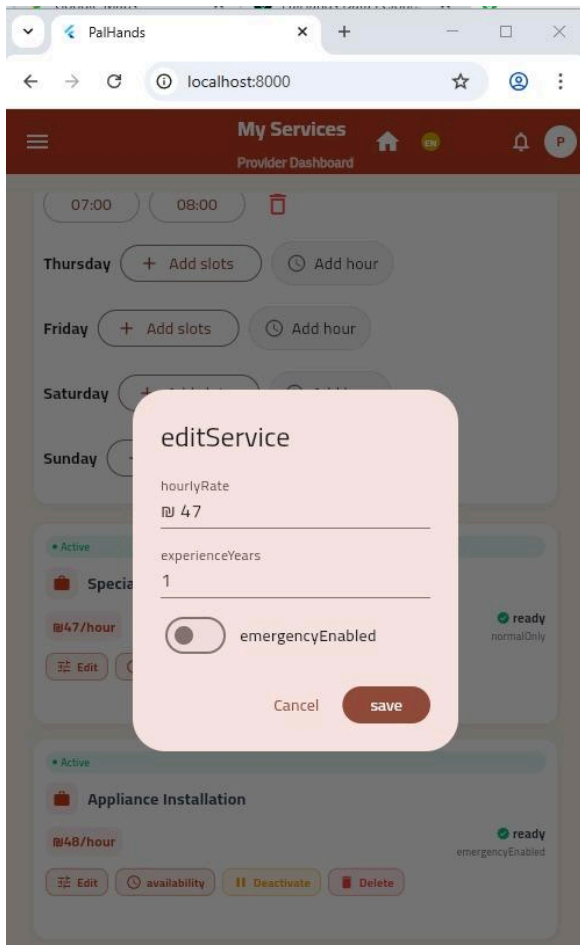 PalHands
localhost:8000
My Services
Provider Dashboard
EN
P
07:00 08:00
Thursday + Add slots Add hour
Friday + Add slots Add hour
Saturday +
Sunday
editService
hourlyRate
₪ 47
experienceYears
1
emergencyEnabled
Cancel save
• Active
Specia
₪47/hour
ready
normalOnly
Edit
• Active
Appliance Installation
₪48/hour
ready
emergencyEnabled
Edit availability Deactivate Delete